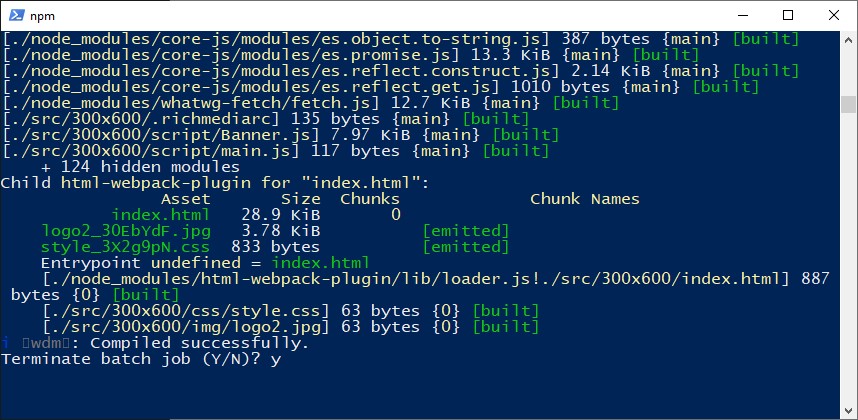 npm
[./node_modules/core-js/modules/es.object.to-string.js] 387 bytes {main} [built]
[./node_modules/core-js/modules/es.promise.js] 13.3 KiB {main} [built]
[./node_modules/core-js/modules/es.reflect.construct.js] 2.14 KiB {main} [built]
[./node_modules/core-js/modules/es.reflect.get.js] 1010 bytes {main} [built]
[./node_modules/whatwg-fetch/fetch.js] 12.7 KiB {main} [built]
[./src/300x600/.richmediarc] 135 bytes {main} [built]
[./src/300x600/script/Banner.js] 7.97 KiB {main} [built]
[./src/300x600/script/main.js] 117 bytes {main} [built]
    + 124 hidden modules
Child html-webpack-plugin for "index.html":
                Asset       Size  Chunks             Chunk Names
           index.html   28.9 KiB       0
    logo2_3OEbYdF.jpg   3.78 KiB          [emitted]
    style_3X2g9pN.css  833 bytes          [emitted]
    Entrypoint undefined = index.html
    [./node_modules/html-webpack-plugin/lib/loader.js!./src/300x600/index.html] 887
 bytes {0} [built]
    [./src/300x600/css/style.css] 63 bytes {0} [built]
    [./src/300x600/img/logo2.jpg] 63 bytes {0} [built]
i 「wdm」: Compiled successfully.
Terminate batch job (Y/N)? y